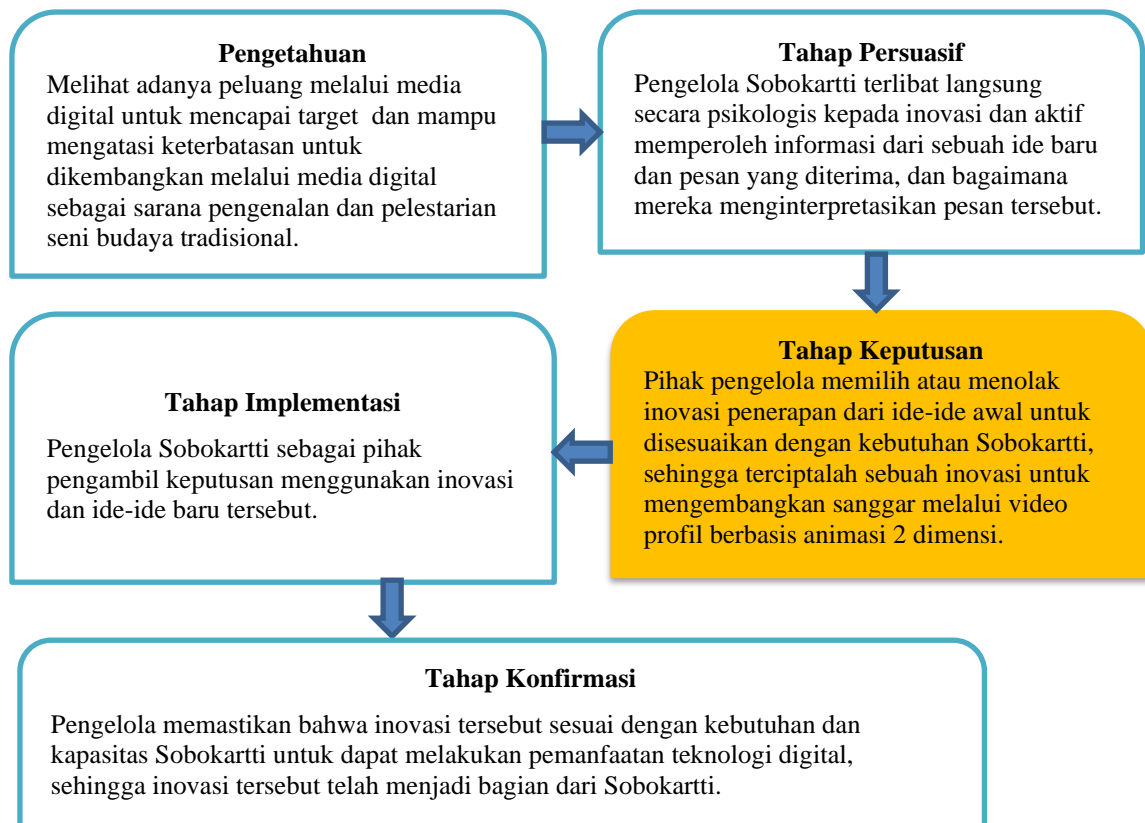 Pengetahuan
Melihat adanya peluang melalui media
digital untuk mencapai target dan mampu
mengatasi keterbatasan untuk
dikembangkan melalui media digital
sebagai sarana pengenalan dan pelestarian
seni budaya tradisional.
Tahap Persuasif
Pengelola Sobokartti terlibat langsung
secara psikologis kepada inovasi dan aktif
memperoleh informasi dari sebuah ide baru
dan pesan yang diterima, dan bagaimana
mereka menginterpretasikan pesan tersebut.
Tahap Keputusan
Pihak pengelola memilih atau menolak
inovasi penerapan dari ide-ide awal untuk
disesuaikan dengan kebutuhan Sobokartti,
sehingga terciptalah sebuah inovasi untuk
mengembangkan sanggar melalui video
profil berbasis animasi 2 dimensi.
Tahap Implementasi
Pengelola Sobokartti sebagai pihak
pengambil keputusan menggunakan inovasi
dan ide-ide baru tersebut.
Tahap Konfirmasi
Pengelola memastikan bahwa inovasi tersebut sesuai dengan kebutuhan dan
kapasitas Sobokartti untuk dapat melakukan pemanfaatan teknologi digital,
sehingga inovasi tersebut telah menjadi bagian dari Sobokartti.